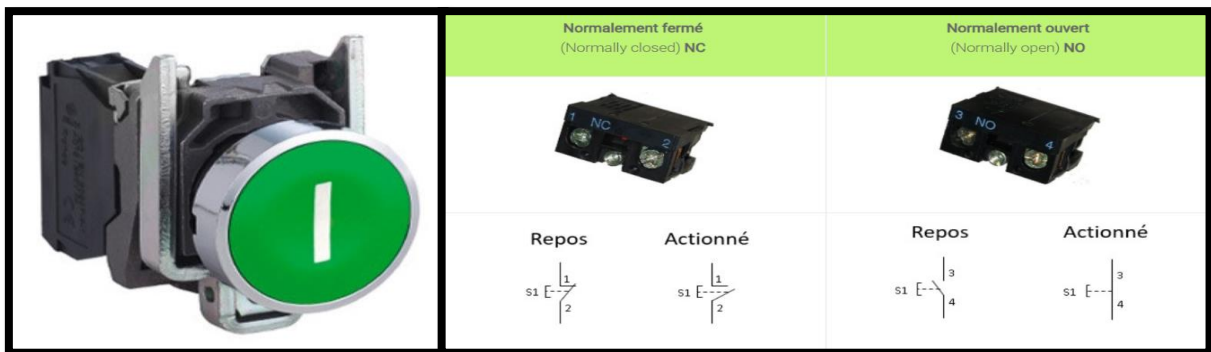 Normalement fermé
(Normally closed) NC
Normalement ouvert
(Normally open) NO
1 NC 2
3 NO 4
Repos
Actionné
Repos
Actionné
1
S1
2
1
S1
2
3
S1
4
3
S1
4